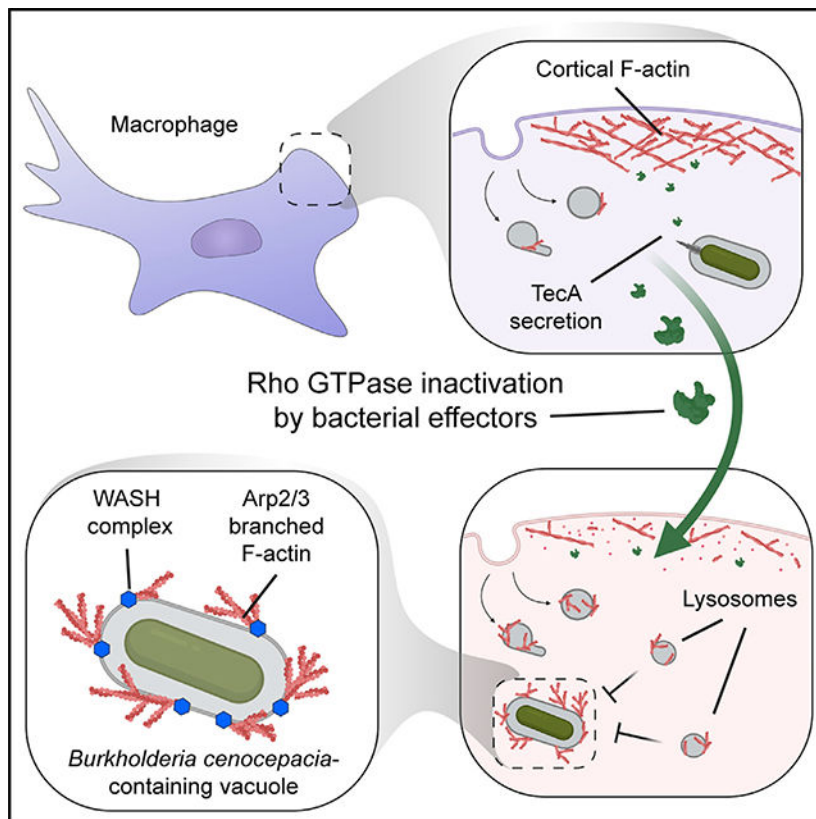 Macrophage
Cortical F-actin
TecA
secretion
Rho GTPase inactivation
by bacterial effectors
WASH
complex
Arp2/3
branched
F-actin
Burkholderia cenocepacia-
containing vacuole
Lysosomes